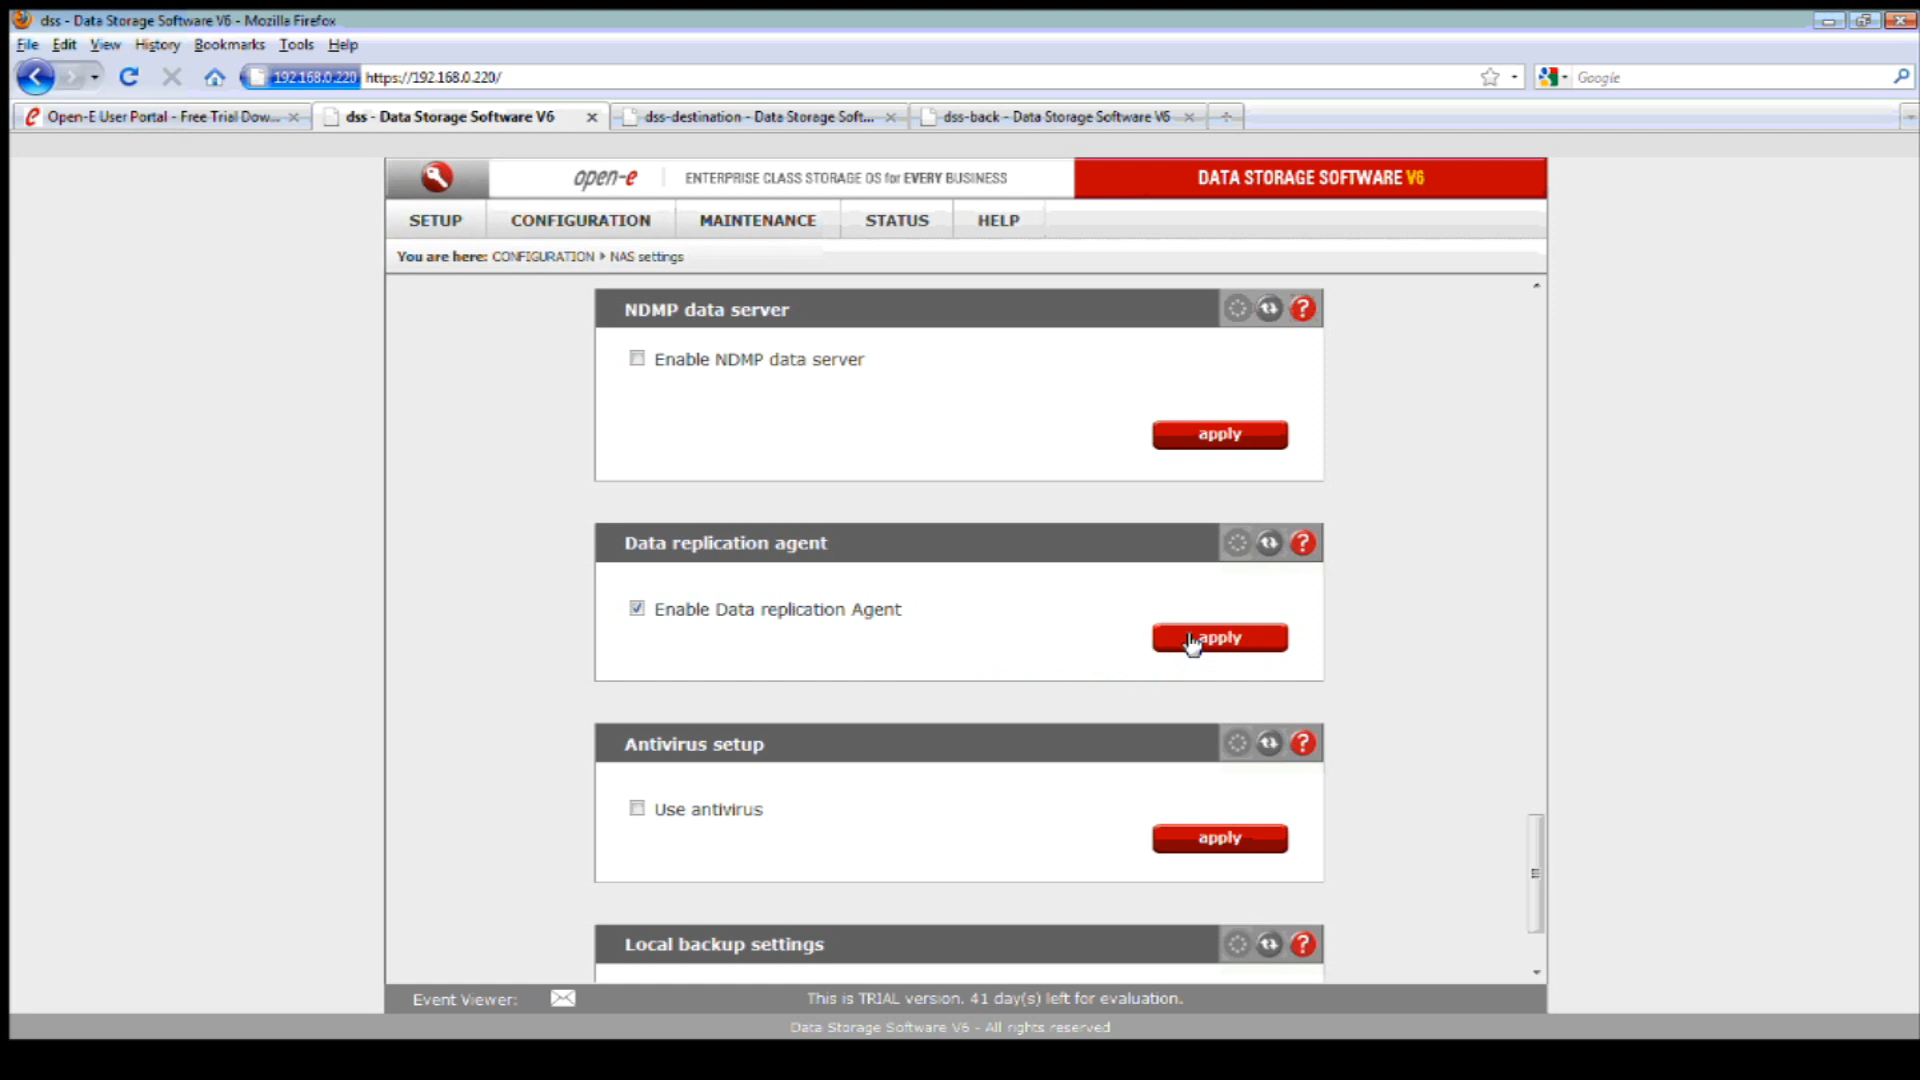 dss - Data Storage Software V6 - Mozilla Firefox
File Edit View History Bookmarks Tools Help
192.168.0.220 https://192.168.0.220/ Google
Open-E User Portal - Free Trial Dow... dss - Data Storage Software V6 dss-destination - Data Storage Soft... dss-back - Data Storage Software V6
open-e ENTERPRISE CLASS STORAGE OS for EVERY BUSINESS DATA STORAGE SOFTWARE V6
SETUP CONFIGURATION MAINTENANCE STATUS HELP
You are here: CONFIGURATION NAS settings
NDMP data server
Enable NDMP data server
apply
Data replication agent
Enable Data replication Agent
apply
Antivirus setup
Use antivirus
apply
Local backup settings
Event Viewer: This is TRIAL version. 41 day(s) left for evaluation.
Data Storage Software V6 - All rights reserved